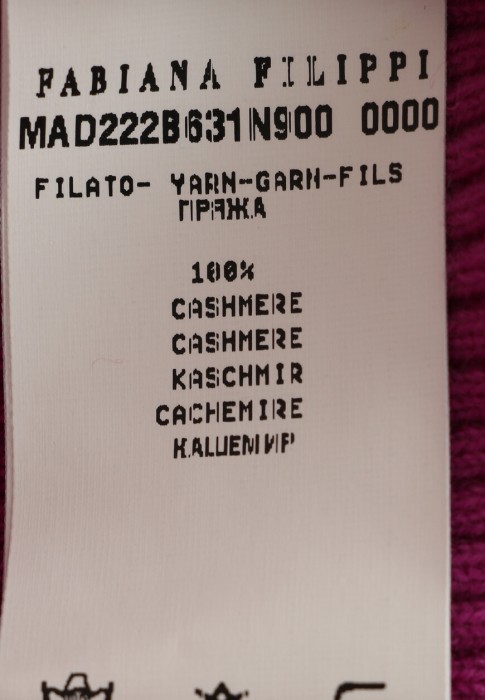 FABIANA FILIPPI
MAD222B631N900 0000
FILATO- YARN-GARN-FILS
ПРЯЖА
100%
CASHMERE
CASHMERE
KASCHMIR
CACHEMIRE
КАШЕМИР